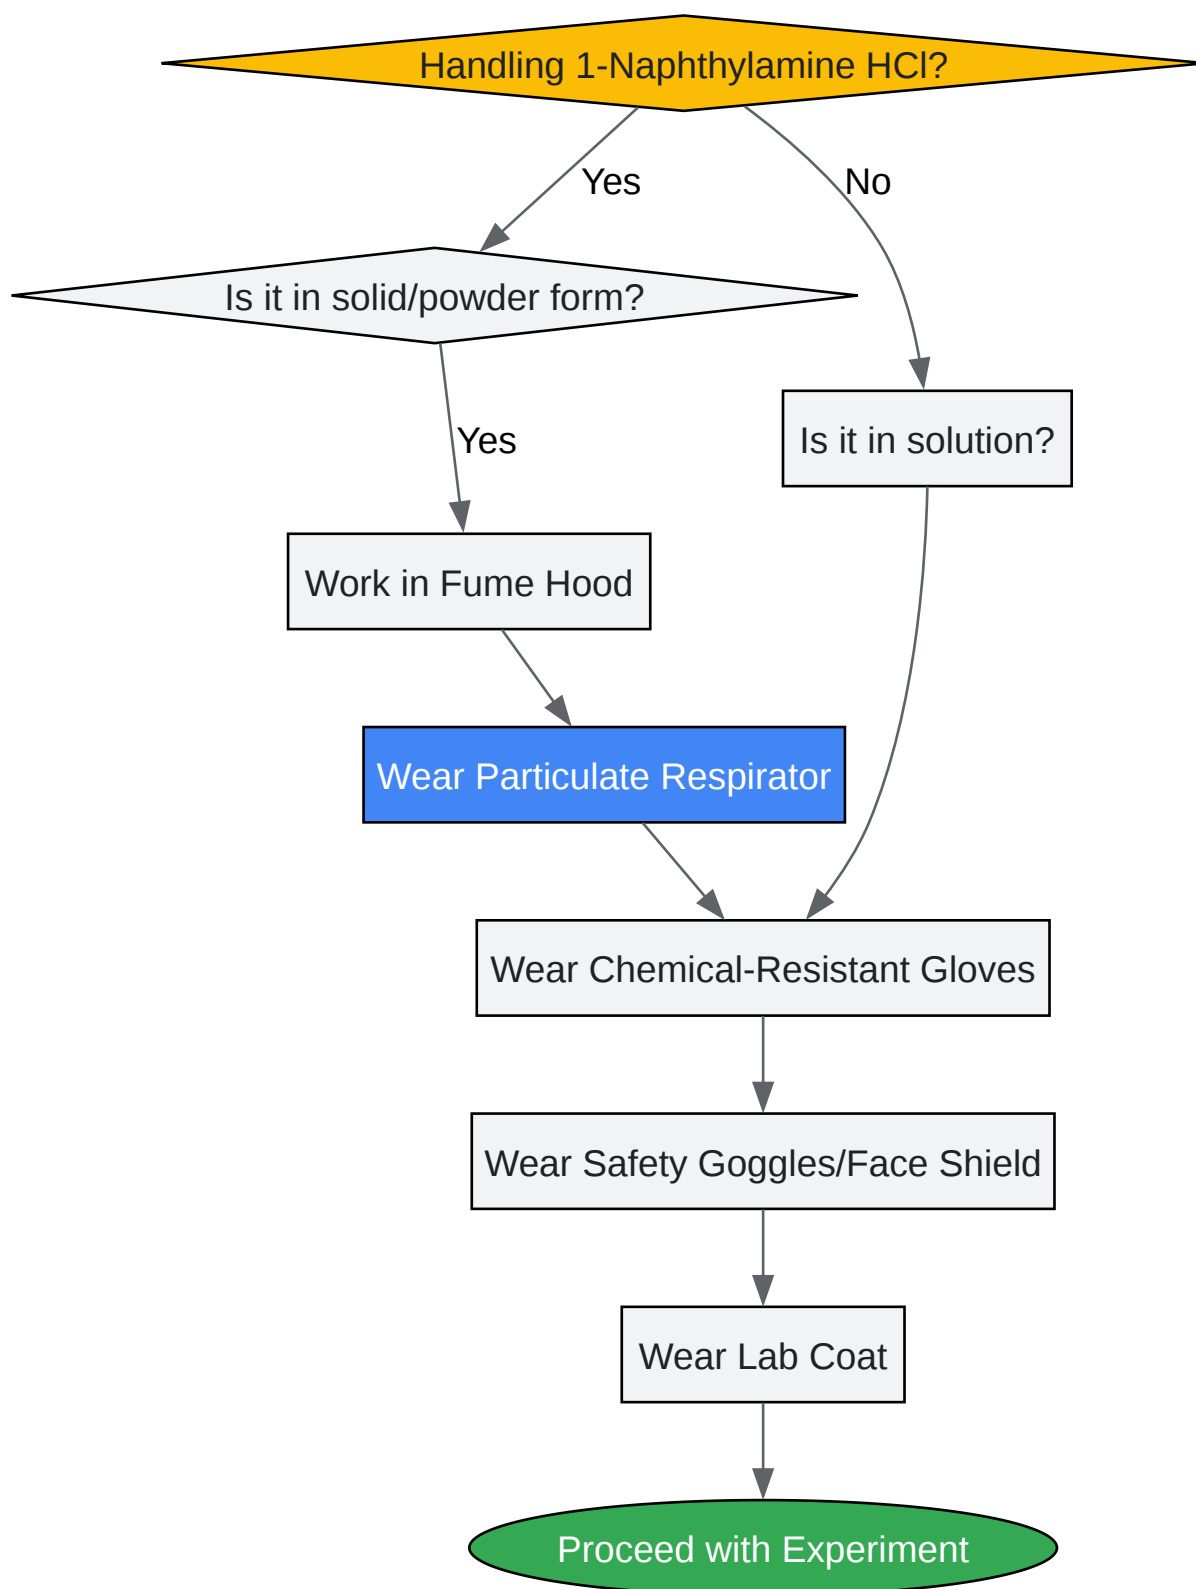 Handling 1-Naphthylamine HCl?
Yes
No
Is it in solid/powder form?
Yes
Is it in solution?
Work in Fume Hood
Wear Particulate Respirator
Wear Chemical-Resistant Gloves
Wear Safety Goggles/Face Shield
Wear Lab Coat
Proceed with Experiment